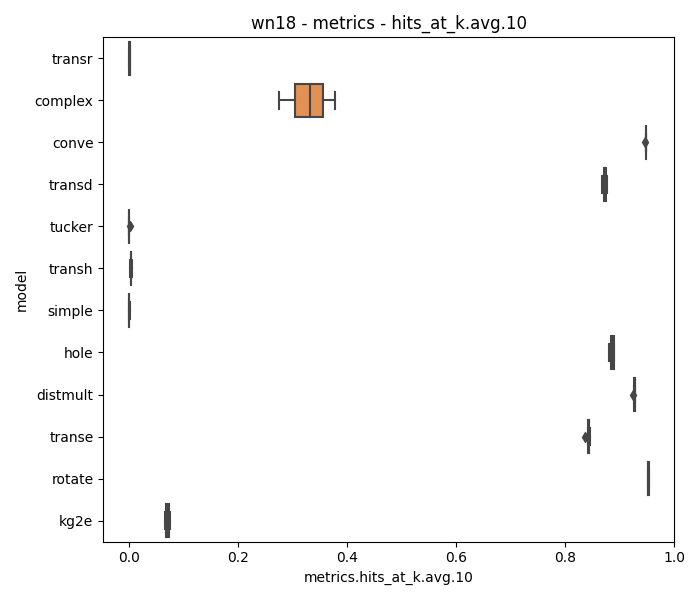 wn18 - metrics - hits_at_k.avg.10
transr
complex
conve
transd
tucker
transh
simple
hole
distmult
transe
rotate
kg2e
model
0.0 0.2 0.4 0.6 0.8 1.0
metrics.hits_at_k.avg.10